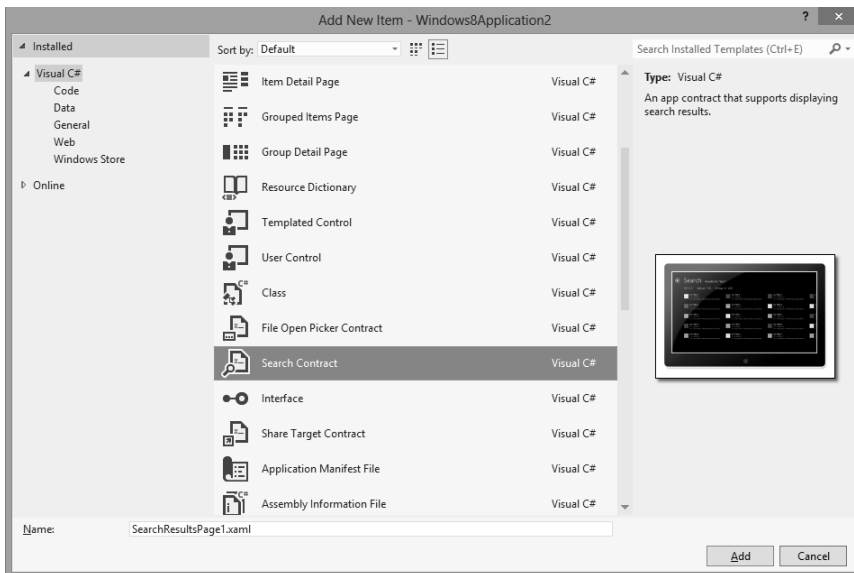 Add New Item - Windows8Application2
? ×
Installed
Sort by: Default
Search Installed Templates (Ctrl+E)
Visual C#
Code
Data
General
Web
Windows Store
Online
Item Detail Page Visual C#
Grouped Items Page Visual C#
Group Detail Page Visual C#
Resource Dictionary Visual C#
Templated Control Visual C#
User Control Visual C#
Class Visual C#
File Open Picker Contract Visual C#
Search Contract Visual C#
Interface Visual C#
Share Target Contract Visual C#
Application Manifest File Visual C#
Assembly Information File Visual C#
Type: Visual C#
An app contract that supports displaying
search results.
Search
Name: SearchResultsPage1.xaml
Add Cancel